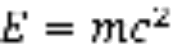 E = mc²